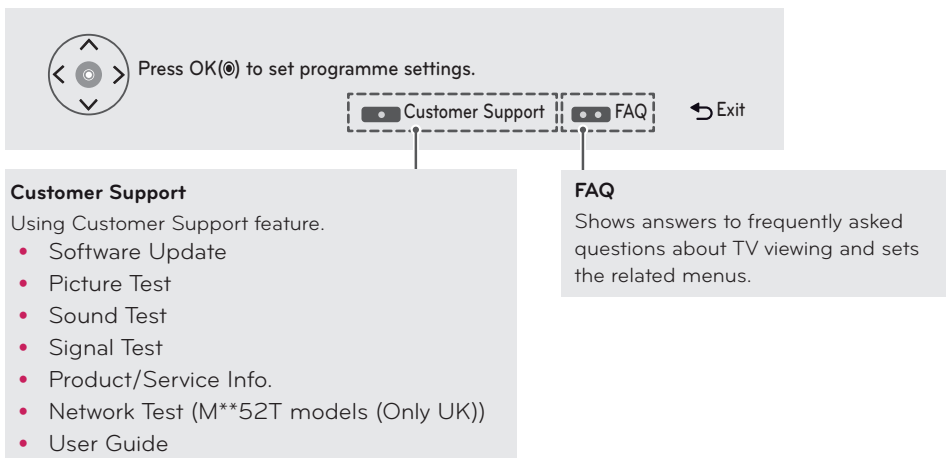 Press OK(◉) to set programme settings.
Customer Support FAQ Exit
Customer Support
Using Customer Support feature.
• Software Update
• Picture Test
• Sound Test
• Signal Test
• Product/Service Info.
• Network Test (M**52T models (Only UK))
• User Guide
FAQ
Shows answers to frequently asked
questions about TV viewing and sets
the related menus.